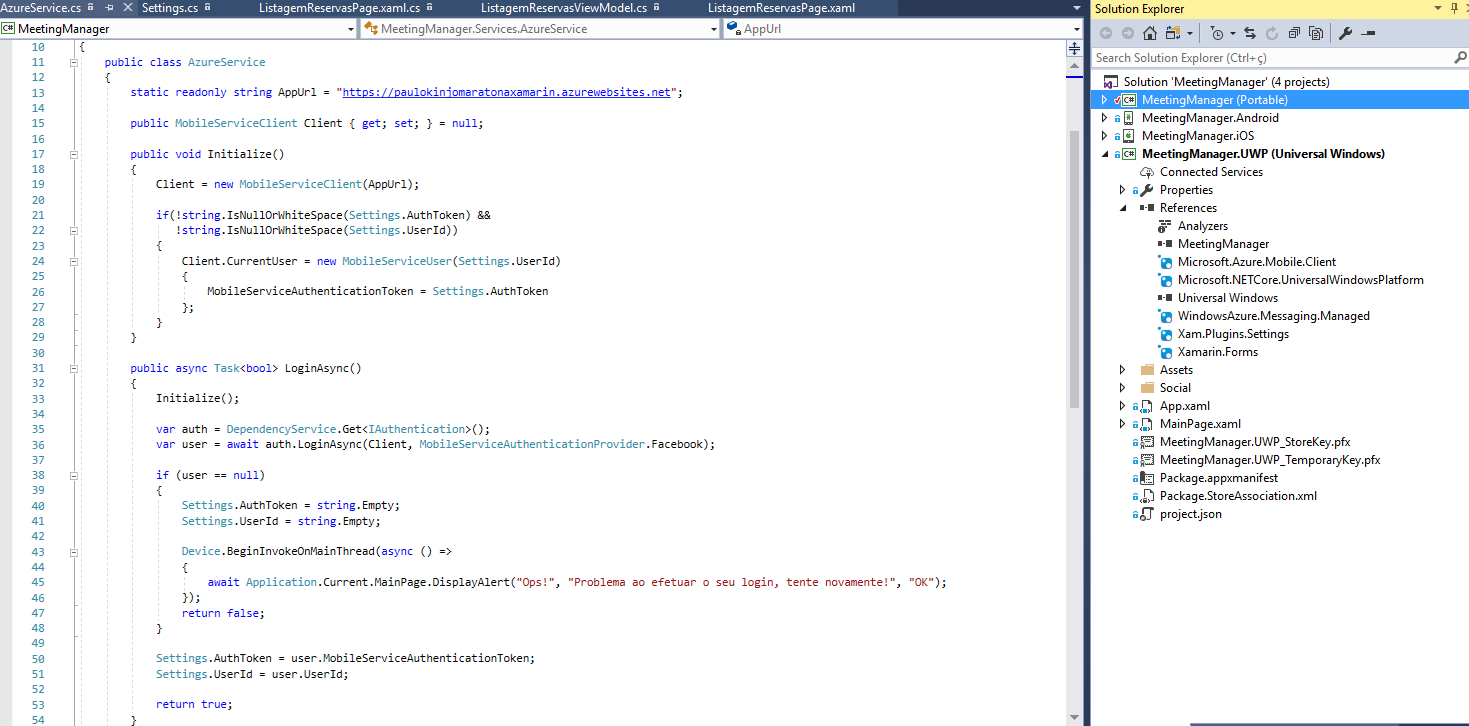 AzureService.cs
Settings.cs
ListagemReservasPage.xaml.cs
ListagemReservasViewModel.cs
ListagemReservasPage.xaml
MeetingManager
MeetingManager.Services.AzureService
AppUrl
10 {
11 public class AzureService
12 {
13 static readonly string AppUrl = "https://paulokinjomaratonaxamarin.azurewebsites.net";
14
15 public MobileServiceClient Client { get; set; } = null;
16
17 public void Initialize()
18 {
19 Client = new MobileServiceClient(AppUrl);
20
21 if(!string.IsNullOrWhiteSpace(Settings.AuthToken) &&
22 !string.IsNullOrWhiteSpace(Settings.UserId))
23 {
24 Client.CurrentUser = new MobileServiceUser(Settings.UserId)
25 {
26 MobileServiceAuthenticationToken = Settings.AuthToken
27 };
28 }
29 }
30
31 public async Task<bool> LoginAsync()
32 {
33 Initialize();
34
35 var auth = DependencyService.Get<IAuthentication>();
36 var user = await auth.LoginAsync(Client, MobileServiceAuthenticationProvider.Facebook);
37
38 if (user == null)
39 {
40 Settings.AuthToken = string.Empty;
41 Settings.UserId = string.Empty;
42
43 Device.BeginInvokeOnMainThread(async () =>
44 {
45 await Application.Current.MainPage.DisplayAlert("Ops!", "Problema ao efetuar o seu login, tente novamente!", "OK");
46 });
47 return false;
48 }
49
50 Settings.AuthToken = user.MobileServiceAuthenticationToken;
51 Settings.UserId = user.UserId;
52
53 return true;
54 }
Solution Explorer
Search Solution Explorer (Ctrl+ç)
Solution 'MeetingManager' (4 projects)
C# MeetingManager (Portable)
MeetingManager.Android
MeetingManager.iOS
C# MeetingManager.UWP (Universal Windows)
Connected Services
Properties
References
Analyzers
MeetingManager
Microsoft.Azure.Mobile.Client
Microsoft.NETCore.UniversalWindowsPlatform
Universal Windows
WindowsAzure.Messaging.Managed
Xam.Plugins.Settings
Xamarin.Forms
Assets
Social
App.xaml
MainPage.xaml
MeetingManager.UWP_StoreKey.pfx
MeetingManager.UWP_TemporaryKey.pfx
Package.appxmanifest
Package.StoreAssociation.xml
project.json